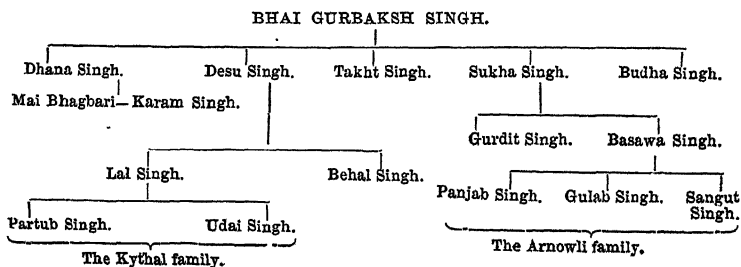 BHAI GURBAKSH SINGH.
Dhana Singh. Desu Singh. Takht Singh. Sukha Singh. Budha Singh.
Mai Bhagbari—Karam Singh.
Gurdit Singh. Basawa Singh.
Lal Singh. Behal Singh.
Panjab Singh. Gulab Singh. Sangut
Singh.
Partub Singh. Udai Singh.
The Arnowli family.
The Kythal family.